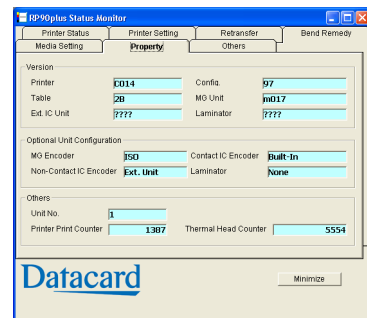 RP90plus Status Monitor
Printer Status Printer Setting Retransfer Bend Remedy
Media Setting Property Others
Version
Printer C014 Config. 97
Table 2B MG Unit m017
Ext. IC Unit ???? Laminator ????
Optional Unit Configuration
MG Encoder ISO Contact IC Encoder Built-In
Non-Contact IC Encoder Ext. Unit Laminator None
Others
Unit No. 1
Printer Print Counter 1387 Thermal Head Counter 5554
Datacard
Minimize